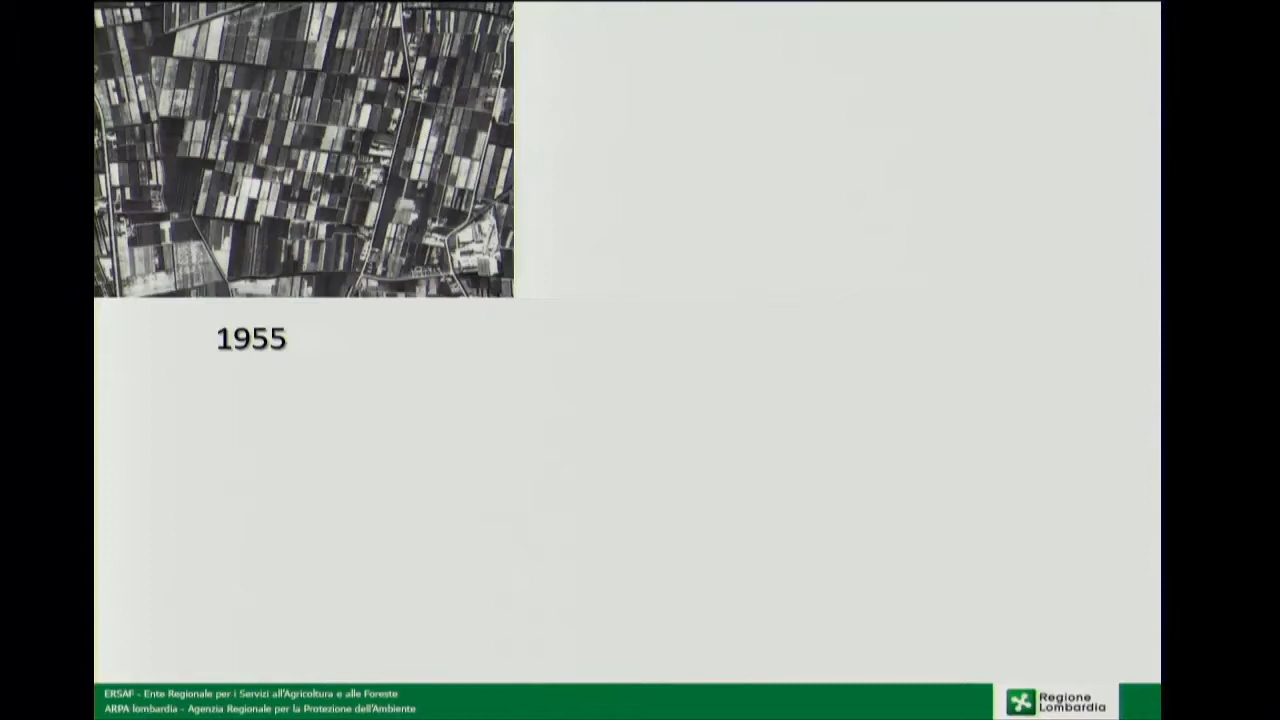 1955
ERSAF - Ente Regionale per i Servizi all'Agricoltura e alle Foreste
ARPA lombardia - Agenzia Regionale per la Protezione dell'Ambiente
Regione
Lombardia